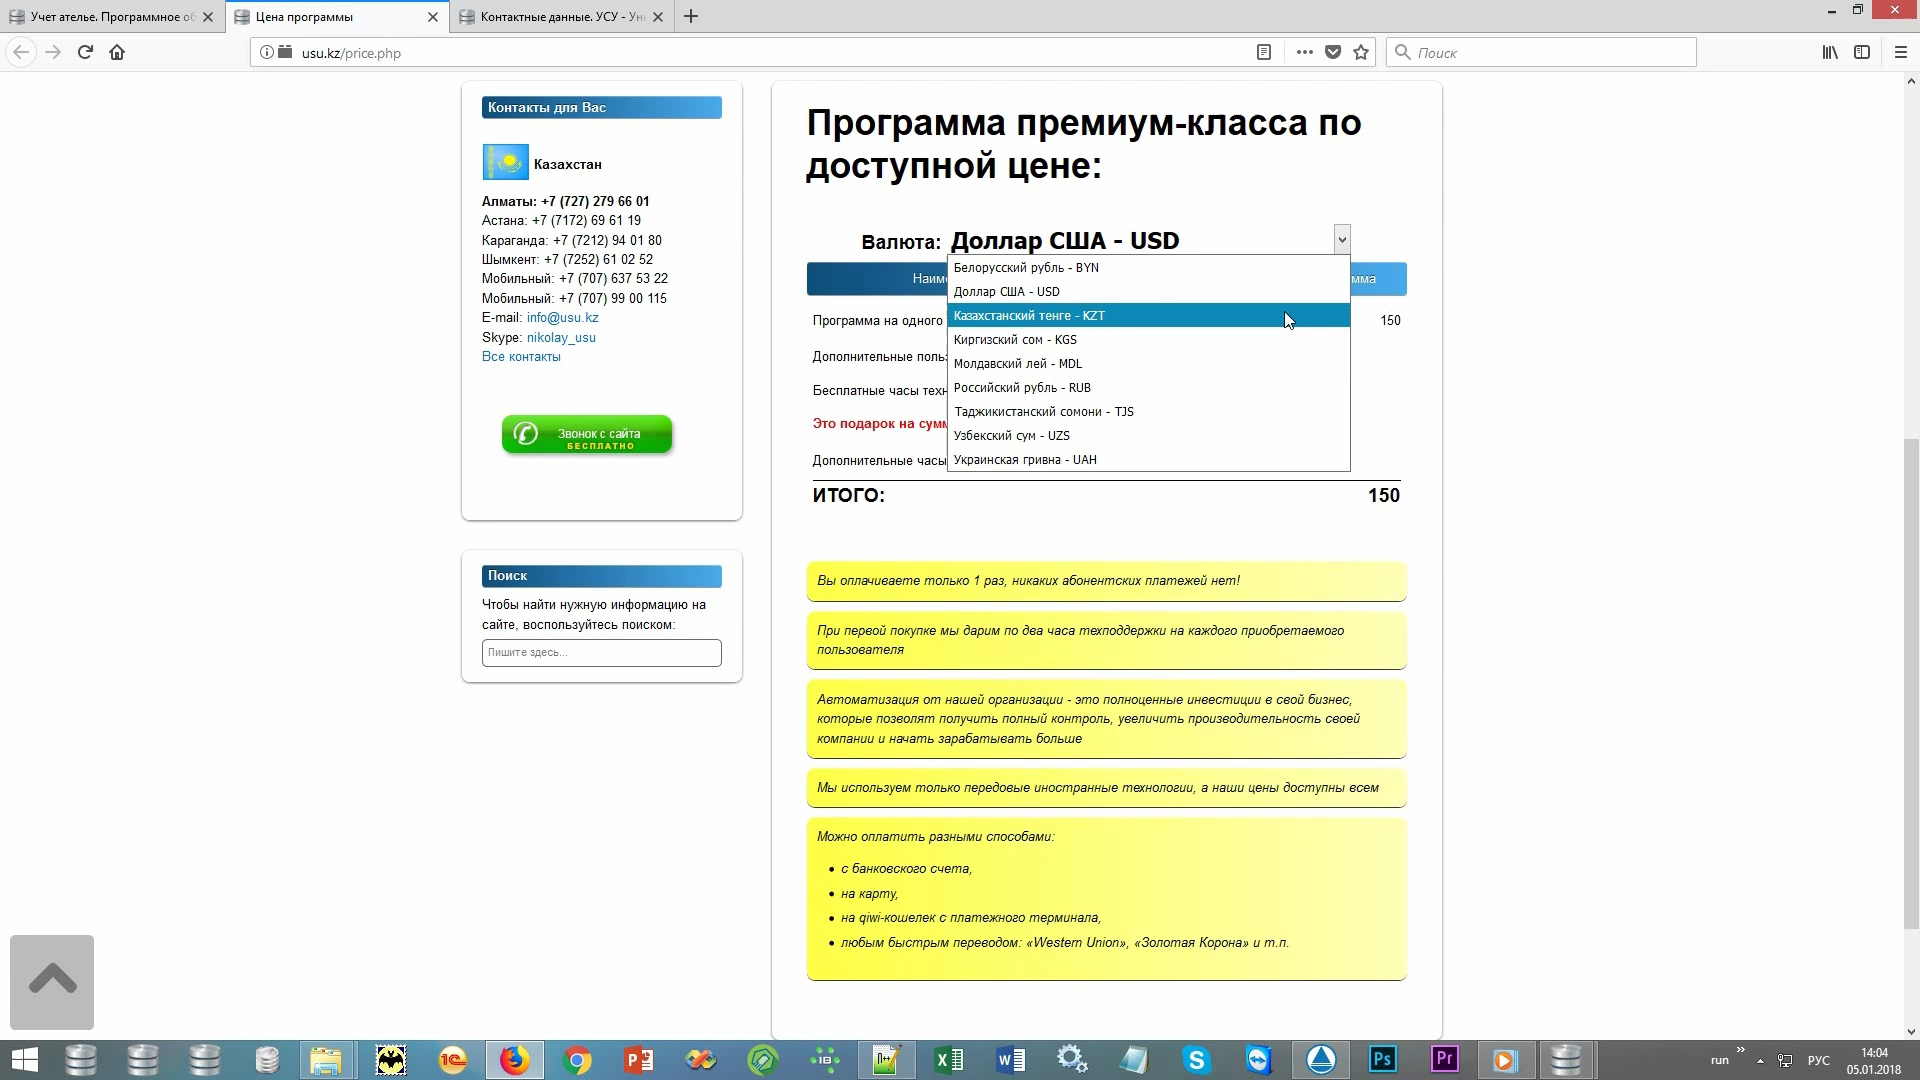 Учет ателье. Программное об
Цена программы
Контактные данные. УСУ - Ун
usu.kz/price.php
Поиск
Контакты для Вас
Казахстан
Алматы: +7 (727) 279 66 01
Астана: +7 (7172) 69 61 19
Караганда: +7 (7212) 94 01 80
Шымкент: +7 (7252) 61 02 52
Мобильный: +7 (707) 637 53 22
Мобильный: +7 (707) 99 00 115
E-mail: info@usu.kz
Skype: nikolay_usu
Все контакты
Звонок с сайта
БЕСПЛАТНО
Поиск
Чтобы найти нужную информацию на
сайте, воспользуйтесь поиском:
Пишите здесь...
Программа премиум-класса по
доступной цене:
Валюта: Доллар США - USD
Наиме
мма
Белорусский рубль - BYN
Доллар США - USD
Казахстанский тенге - KZT
Киргизский сом - KGS
Молдавский лей - MDL
Российский рубль - RUB
Таджикистанский сомони - TJS
Узбекский сум - UZS
Украинская гривна - UAH
Программа на одного 150
Дополнительные поль
Бесплатные часы техн
Это подарок на сумм
Дополнительные часы
ИТОГО: 150
Вы оплачиваете только 1 раз, никаких абонентских платежей нет!
При первой покупке мы дарим по два часа техподдержки на каждого приобретаемого
пользователя
Автоматизация от нашей организации - это полноценные инвестиции в свой бизнес,
которые позволят получить полный контроль, увеличить производительность своей
компании и начать зарабатывать больше
Мы используем только передовые иностранные технологии, а наши цены доступны всем
Можно оплатить разными способами:
• с банковского счета,
• на карту,
• на qiwi-кошелек с платежного терминала,
• любым быстрым переводом: «Western Union», «Золотая Корона» и т.п.
1С
IB
Ps
Pr
run
РУС
14:04
05.01.2018